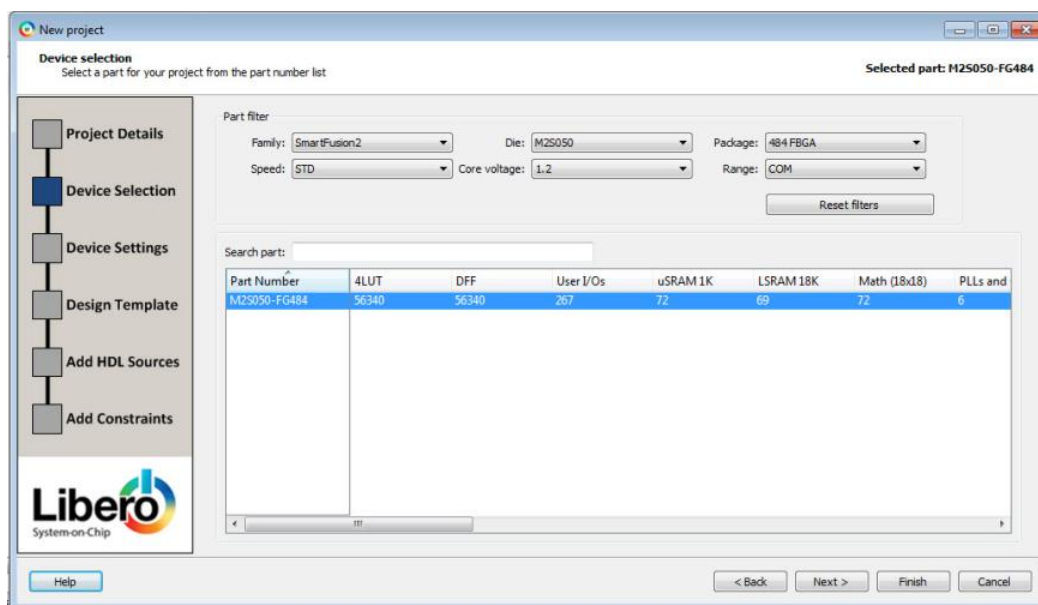 New project
Device selection
Select a part for your project from the part number list
Selected part: M2S050-FG484
Project Details
Device Selection
Device Settings
Design Template
Add HDL Sources
Add Constraints
Libero
System-on-Chip
Part filter
Family: SmartFusion2 Die: M2S050 Package: 484 FBGA
Speed: STD Core voltage: 1.2 Range: COM
Reset filters
Search part:
Part Number 4LUT DFF User I/Os uSRAM 1K LSRAM 18K Math (18x18) PLLs and
M2S050-FG484 56340 56340 267 72 69 72 6
Help < Back Next > Finish Cancel